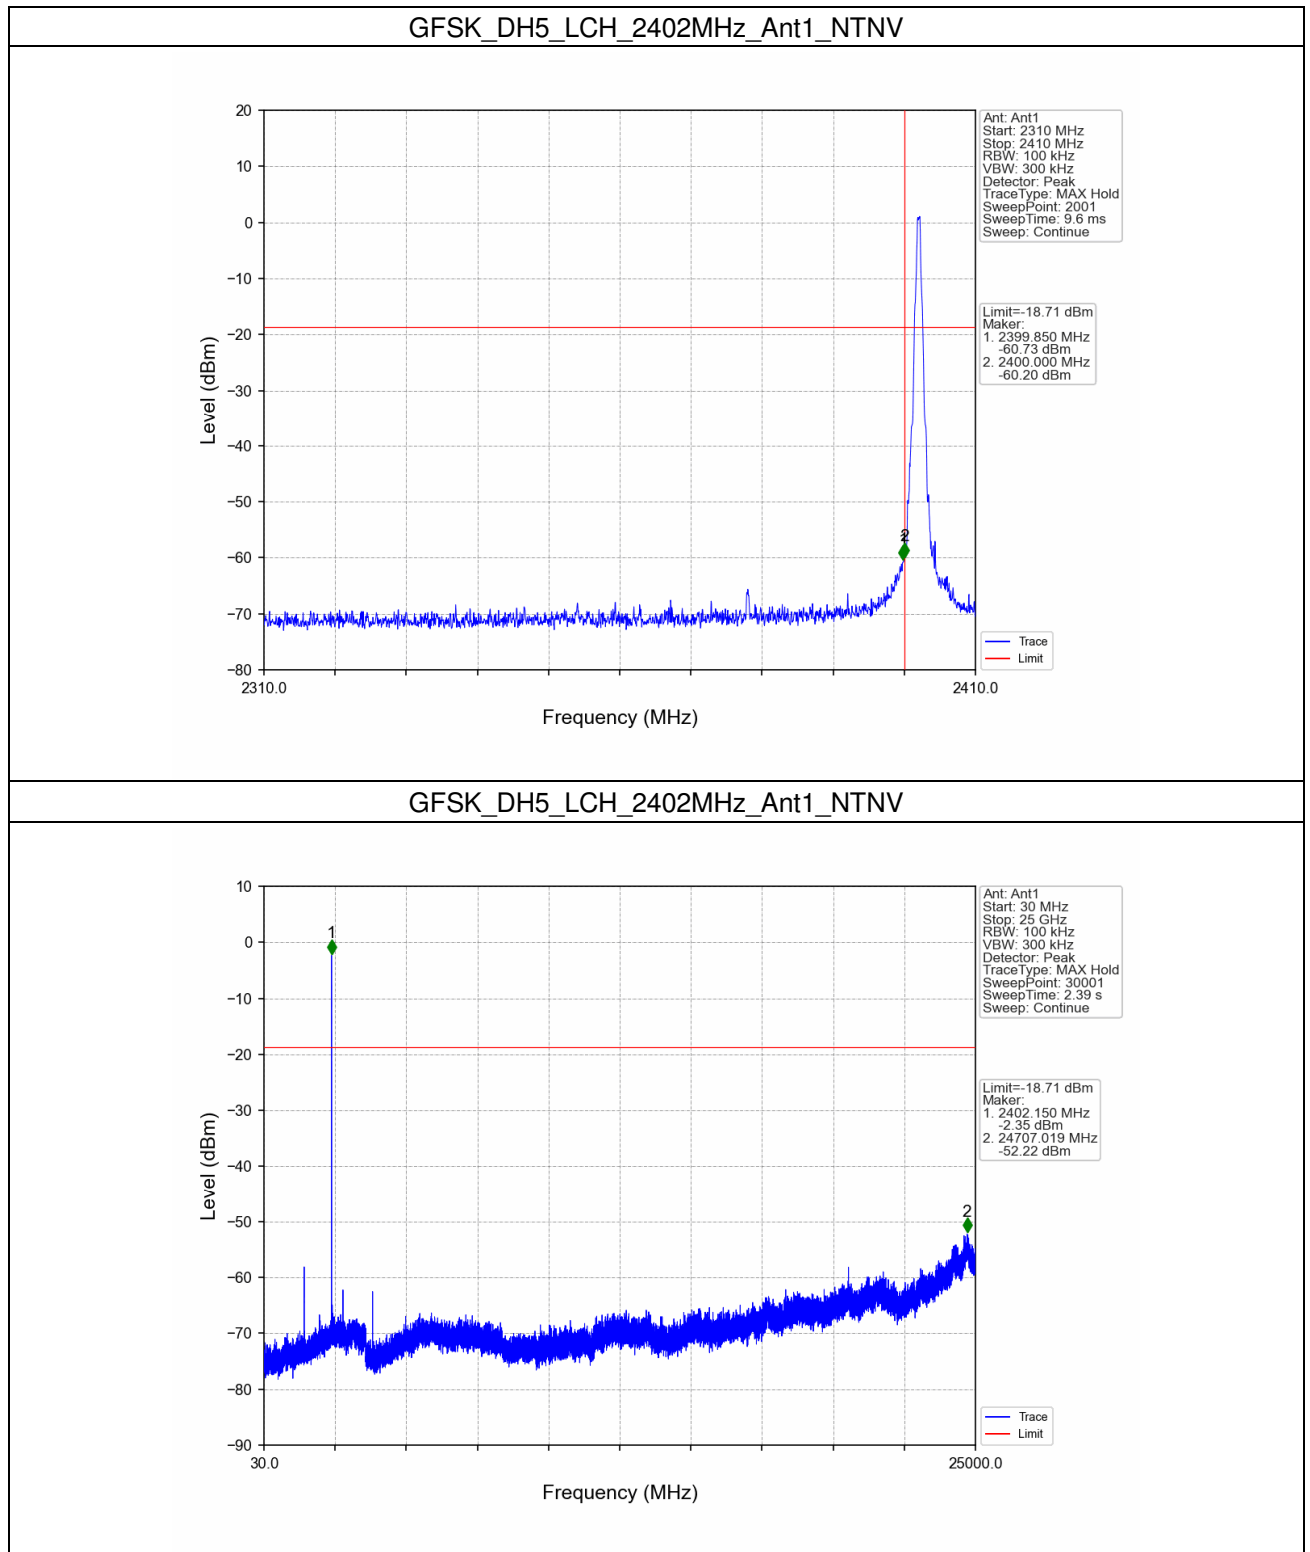 GFSK_DH5_LCH_2402MHz_Ant1_NTNV
20
10
0
−10
−20
−30
−40
−50
−60
−70
−80
Level (dBm)
2310.0
2410.0
Frequency (MHz)
2
Ant: Ant1
Start: 2310 MHz
Stop: 2410 MHz
RBW: 100 kHz
VBW: 300 kHz
Detector: Peak
TraceType: MAX Hold
SweepPoint: 2001
SweepTime: 9.6 ms
Sweep: Continue
Limit=-18.71 dBm
Maker:
1. 2399.850 MHz
-60.73 dBm
2. 2400.000 MHz
-60.20 dBm
Trace
Limit
GFSK_DH5_LCH_2402MHz_Ant1_NTNV
10
0
−10
−20
−30
−40
−50
−60
−70
−80
−90
Level (dBm)
30.0
25000.0
Frequency (MHz)
1
2
Ant: Ant1
Start: 30 MHz
Stop: 25 GHz
RBW: 100 kHz
VBW: 300 kHz
Detector: Peak
TraceType: MAX Hold
SweepPoint: 30001
SweepTime: 2.39 s
Sweep: Continue
Limit=-18.71 dBm
Maker:
1. 2402.150 MHz
-2.35 dBm
2. 24707.019 MHz
-52.22 dBm
Trace
Limit